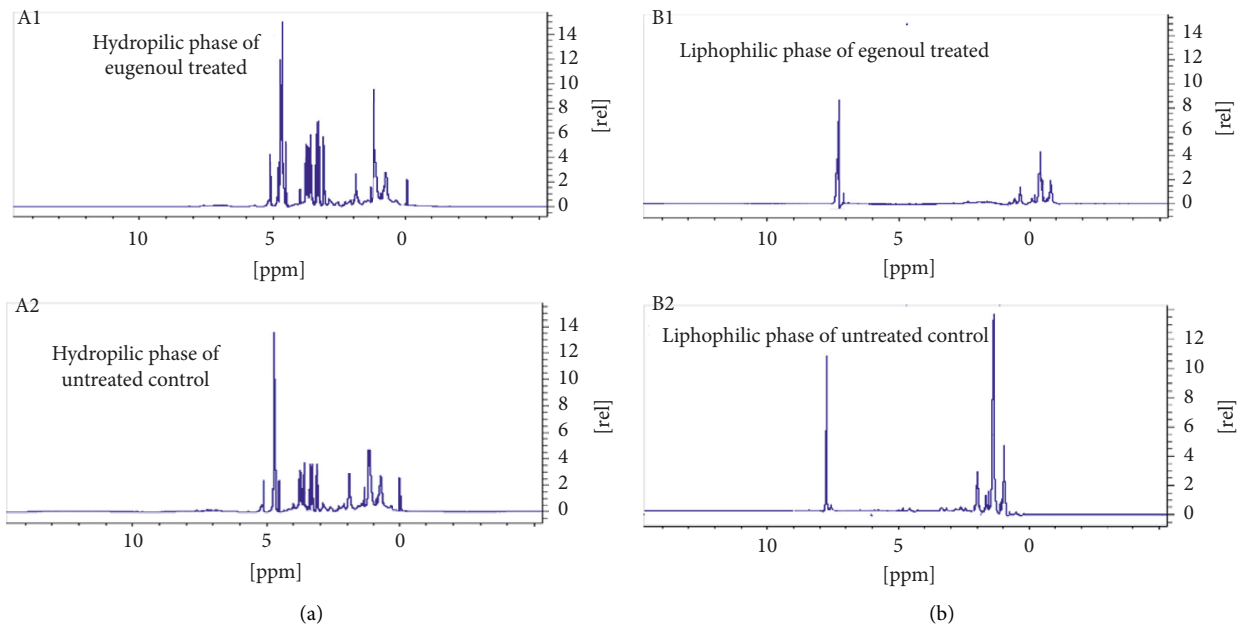 A1
Hydropilic phase of
eugenoul treated
14
12
10
8
6
4
2
0
[rel]
10
5
0
[ppm]
B1
Liphophilic phase of egenoul treated
14
12
10
8
6
4
2
0
[rel]
10
5
0
[ppm]
A2
Hydropilic phase of
untreated control
14
12
10
8
6
4
2
0
[rel]
10
5
0
[ppm]
(a)
B2
Liphophilic phase of untreated control
12
10
8
6
4
2
0
[rel]
10
5
0
[ppm]
(b)